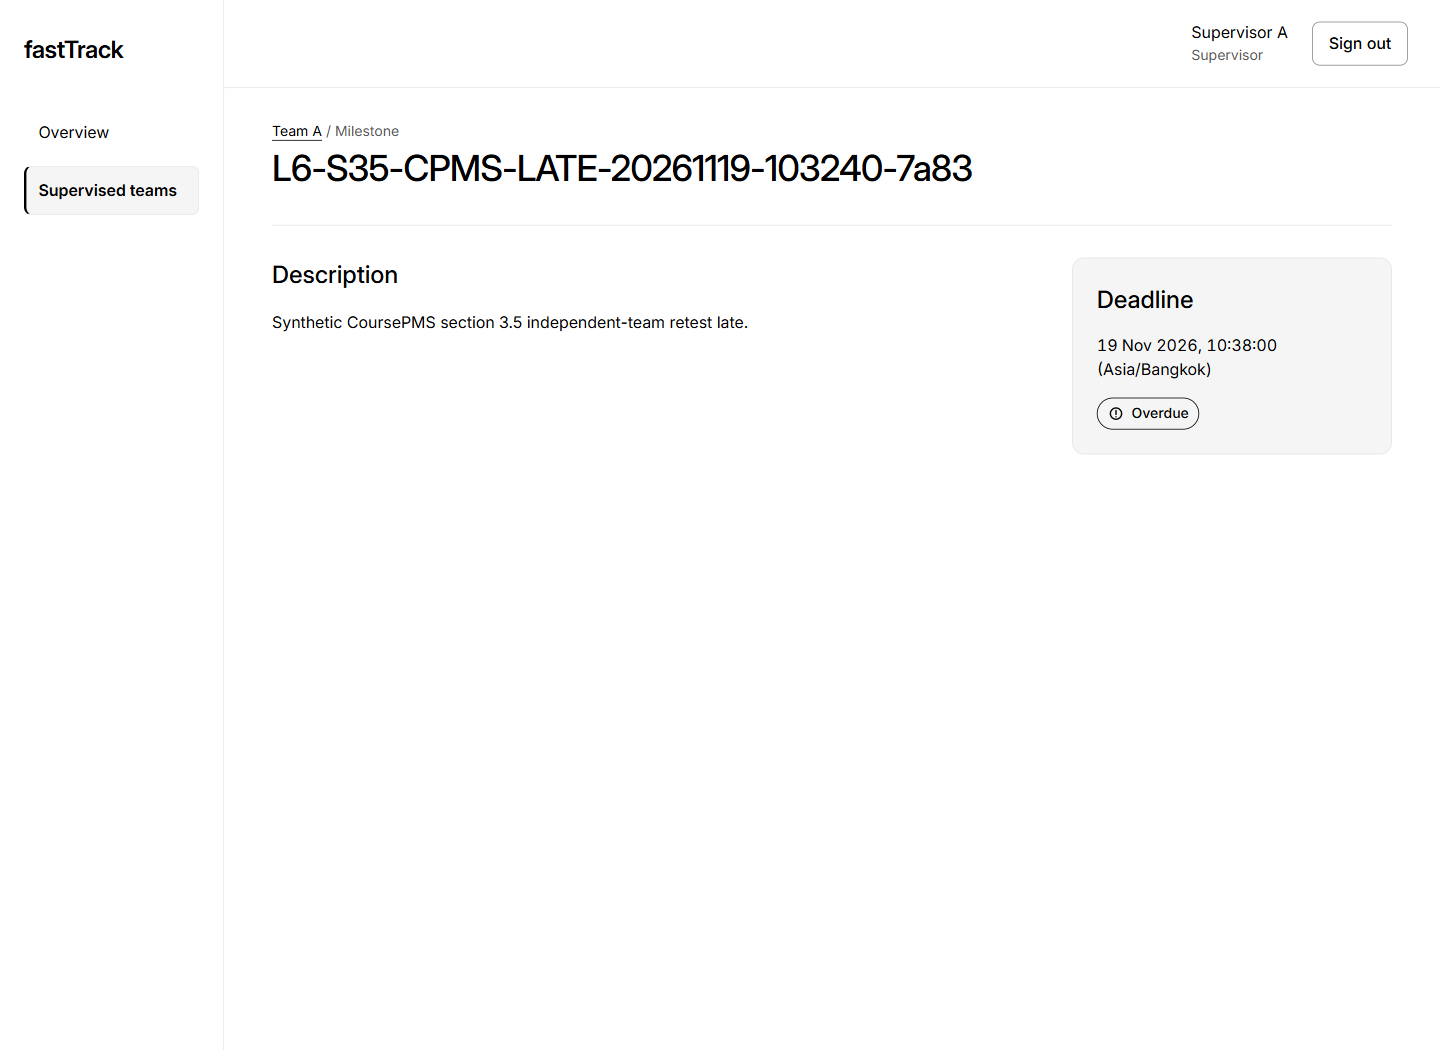 fastTrack
Supervisor A
Supervisor
Sign out
Overview
Supervised teams
Team A / Milestone
L6-S35-CPMS-LATE-20261119-103240-7a83
Description
Synthetic CoursePMS section 3.5 independent-team retest late.
Deadline
19 Nov 2026, 10:38:00
(Asia/Bangkok)
Overdue